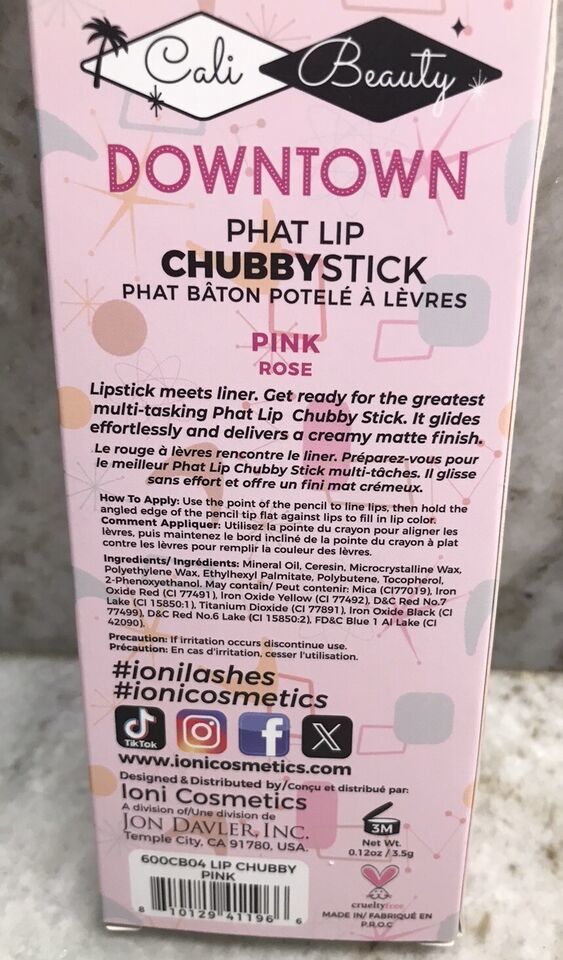 Cali Beauty
DOWNTOWN
PHAT LIP
CHUBBYSTICK
PHAT BÂTON POTELÉ À LÈVRES
PINK
ROSE
Lipstick meets liner. Get ready for the greatest
multi-tasking Phat Lip Chubby Stick. It glides
effortlessly and delivers a creamy matte finish.
Le rouge à lèvres rencontre le liner. Préparez-vous pour
le meilleur Phat Lip Chubby Stick multi-tâches. Il glisse
sans effort et offre un fini mat crémeux.
How To Apply: Use the point of the pencil to line lips, then hold the
angled edge of the pencil tip flat against lips to fill in lip color.
Comment Appliquer: Utilisez la pointe du crayon pour aligner les
lèvres, puis maintenez le bord incliné de la pointe du crayon à plat
contre les lèvres pour remplir la couleur des lèvres.
Ingredients/ Ingrédients: Mineral Oil, Ceresin, Microcrystalline Wax,
Polyethylene Wax, Ethylhexyl Palmitate, Polybutene, Tocopherol,
2-Phenoxyethanol. May contain/ Peut contenir: Mica (CI77019), Iron
Oxide Red (CI 77491), Iron Oxide Yellow (CI 77492), D&C Red No.7
Lake (CI 15850:1), Titanium Dioxide (CI 77891), Iron Oxide Black (CI
77499), D&C Red No.6 Lake (CI 15850:2), FD&C Blue 1 Al Lake (CI
42090).
Precaution: If irritation occurs discontinue use.
Précaution: En cas d'irritation, cesser l'utilisation.
#ionilashes
#ionicosmetics
TikTok
www.ionicosmetics.com
Designed & Distributed by/Conçu et distribué par:
Ioni Cosmetics
A division of/Une division de
JON DAVLER, INC.
Temple City, CA 91780, USA.
3M
Net Wt.
0.12oz / 3.5g
600CB04 LIP CHUBBY
PINK
8 10129 41196 6
crueltyfree
MADE IN/ FABRIQUÉ EN
P.R.O.C